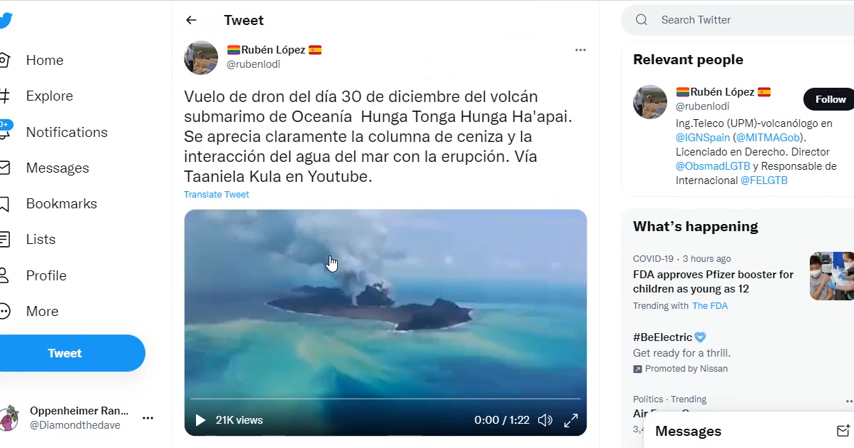 Tweet
Rubén López
@rubenlodi
Vuelo de dron del día 30 de diciembre del volcán
submarimo de Oceanía Hunga Tonga Hunga Ha'apai.
Se aprecia claramente la columna de ceniza y la
interacción del agua del mar con la erupción. Vía
Taaniela Kula en Youtube.
Translate Tweet
21K views
0:00 / 1:22
Home
Explore
Notifications
Messages
Bookmarks
Lists
Profile
More
Tweet
Oppenheimer Ran...
@Diamondthedave
Search Twitter
Relevant people
Rubén López
@rubenlodi
Follow
Ing.Teleco (UPM)-volcanólogo en
@IGNSpain (@MITMAGob).
Licenciado en Derecho. Director
@ObsmadLGTB y Responsable de
Internacional @FELGTB
What's happening
COVID-19 · 3 hours ago
FDA approves Pfizer booster for
children as young as 12
Trending with The FDA
#BeElectric
Get ready for a thrill.
Promoted by Nissan
Politics · Trending
Messages